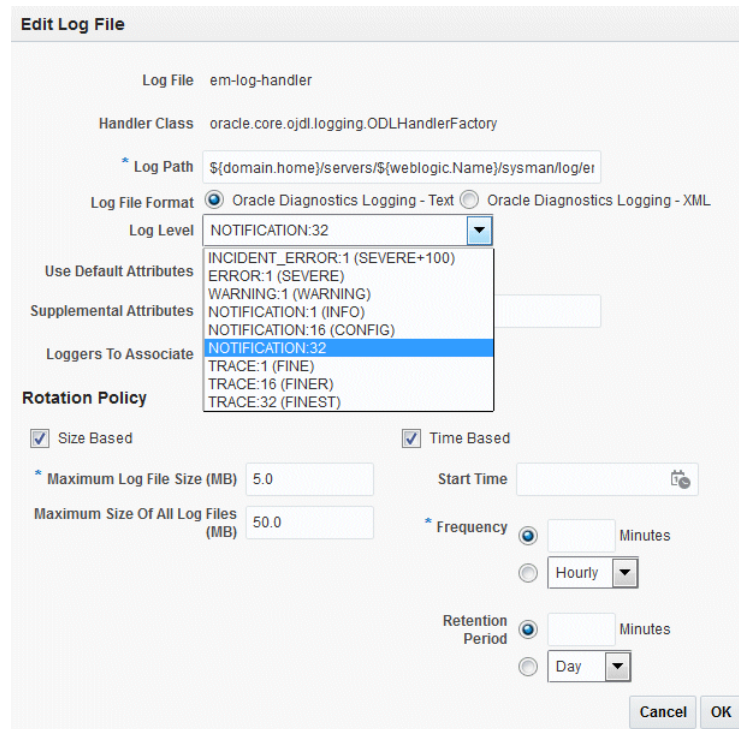 Edit Log File
Log File em-log-handler
Handler Class oracle.core.ojdl.logging.ODLHandlerFactory
* Log Path ${domain.home}/servers/${weblogic.Name}/sysman/log/er
Log File Format Oracle Diagnostics Logging - Text Oracle Diagnostics Logging - XML
Log Level NOTIFICATION:32
INCIDENT_ERROR:1 (SEVERE+100)
Use Default Attributes ERROR:1 (SEVERE)
WARNING:1 (WARNING)
Supplemental Attributes NOTIFICATION:1 (INFO)
NOTIFICATION:16 (CONFIG)
Loggers To Associate NOTIFICATION:32
TRACE:1 (FINE)
TRACE:16 (FINER)
TRACE:32 (FINEST)
Rotation Policy
Size Based
* Maximum Log File Size (MB) 5.0
Maximum Size Of All Log Files (MB) 50.0
Time Based
Start Time
* Frequency Minutes
Hourly
Retention Period Minutes
Day
Cancel OK